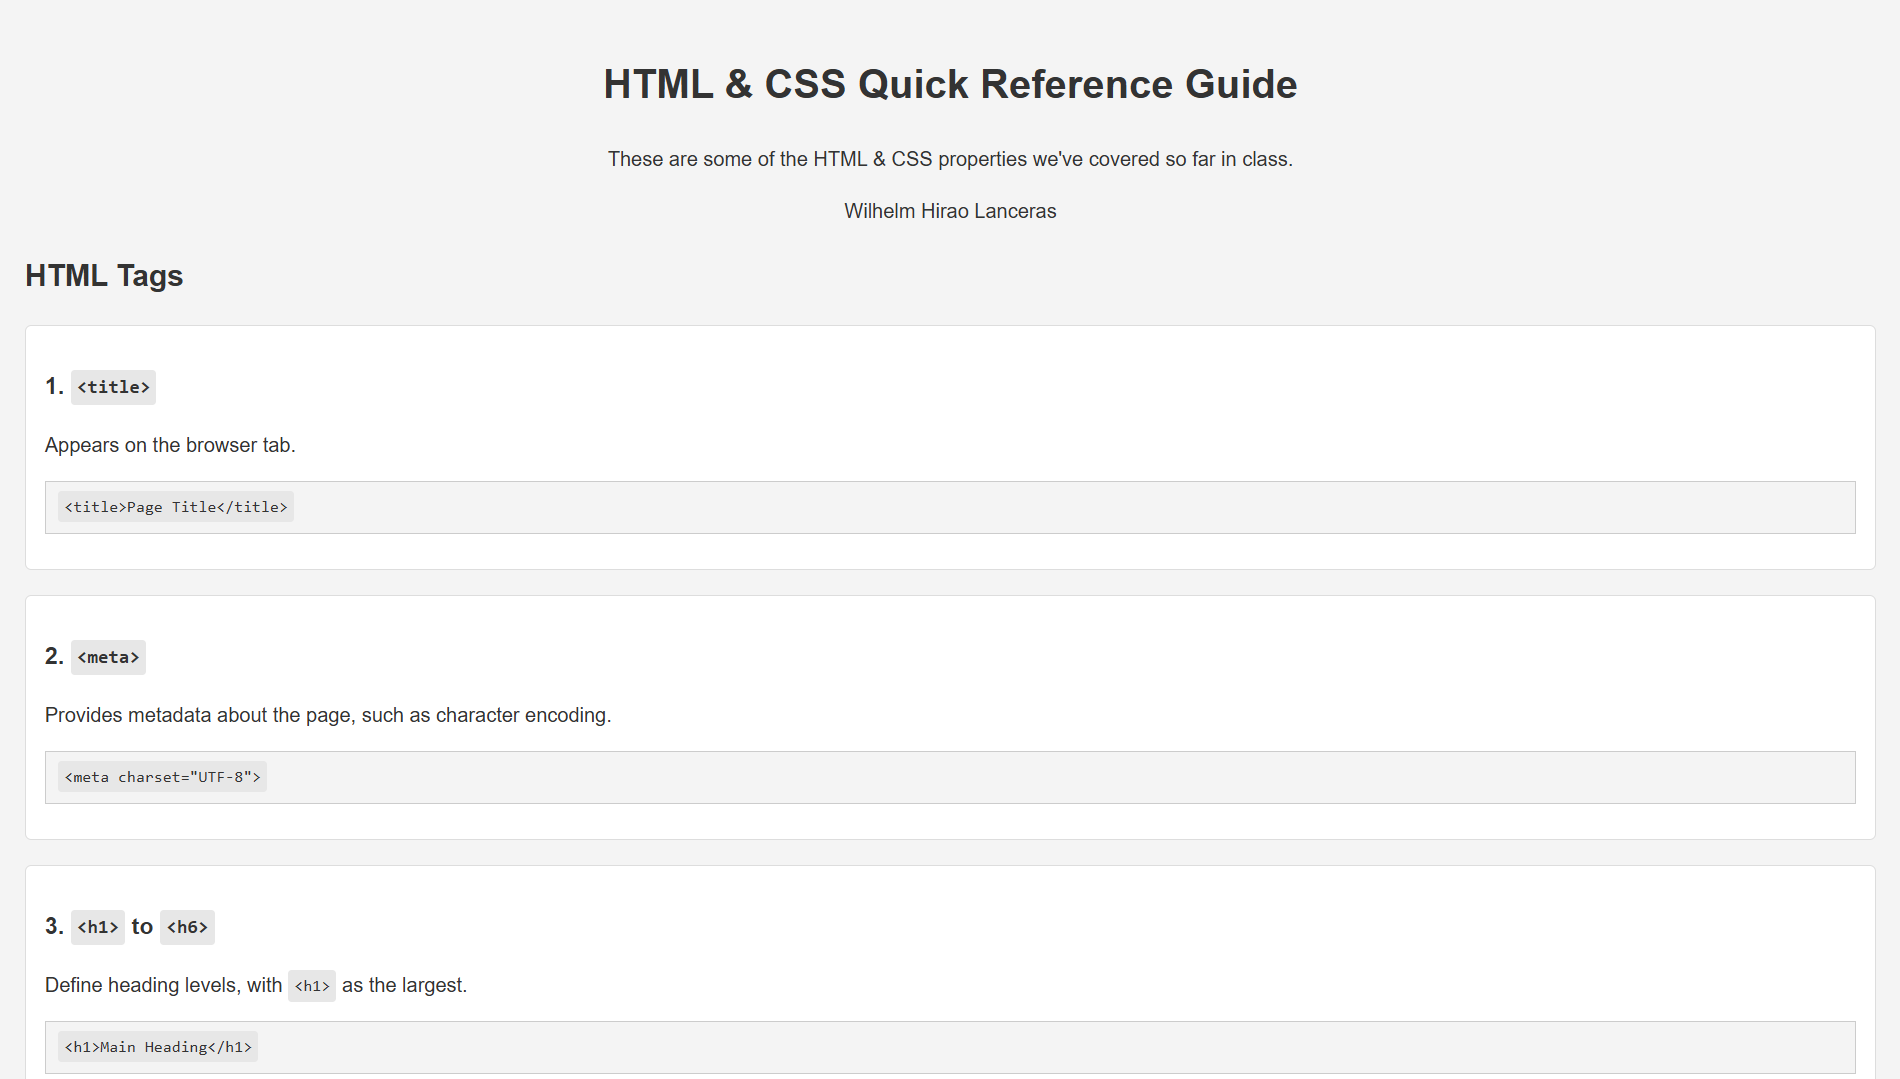 HTML & CSS Quick Reference Guide
These are some of the HTML & CSS properties we've covered so far in class.
Wilhelm Hirao Lanceras
HTML Tags
1. <title>
Appears on the browser tab.
<title>Page Title</title>
2. <meta>
Provides metadata about the page, such as character encoding.
<meta charset="UTF-8">
3. <h1> to <h6>
Define heading levels, with <h1> as the largest.
<h1>Main Heading</h1>